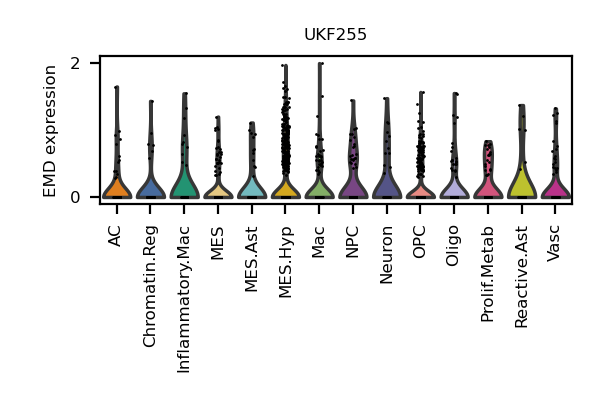 UKF255
EMD expression
2
0
AC
Chromatin.Reg
Inflammatory.Mac
MES
MES.Ast
MES.Hyp
Mac
NPC
Neuron
OPC
Oligo
Prolif.Metab
Reactive.Ast
Vasc